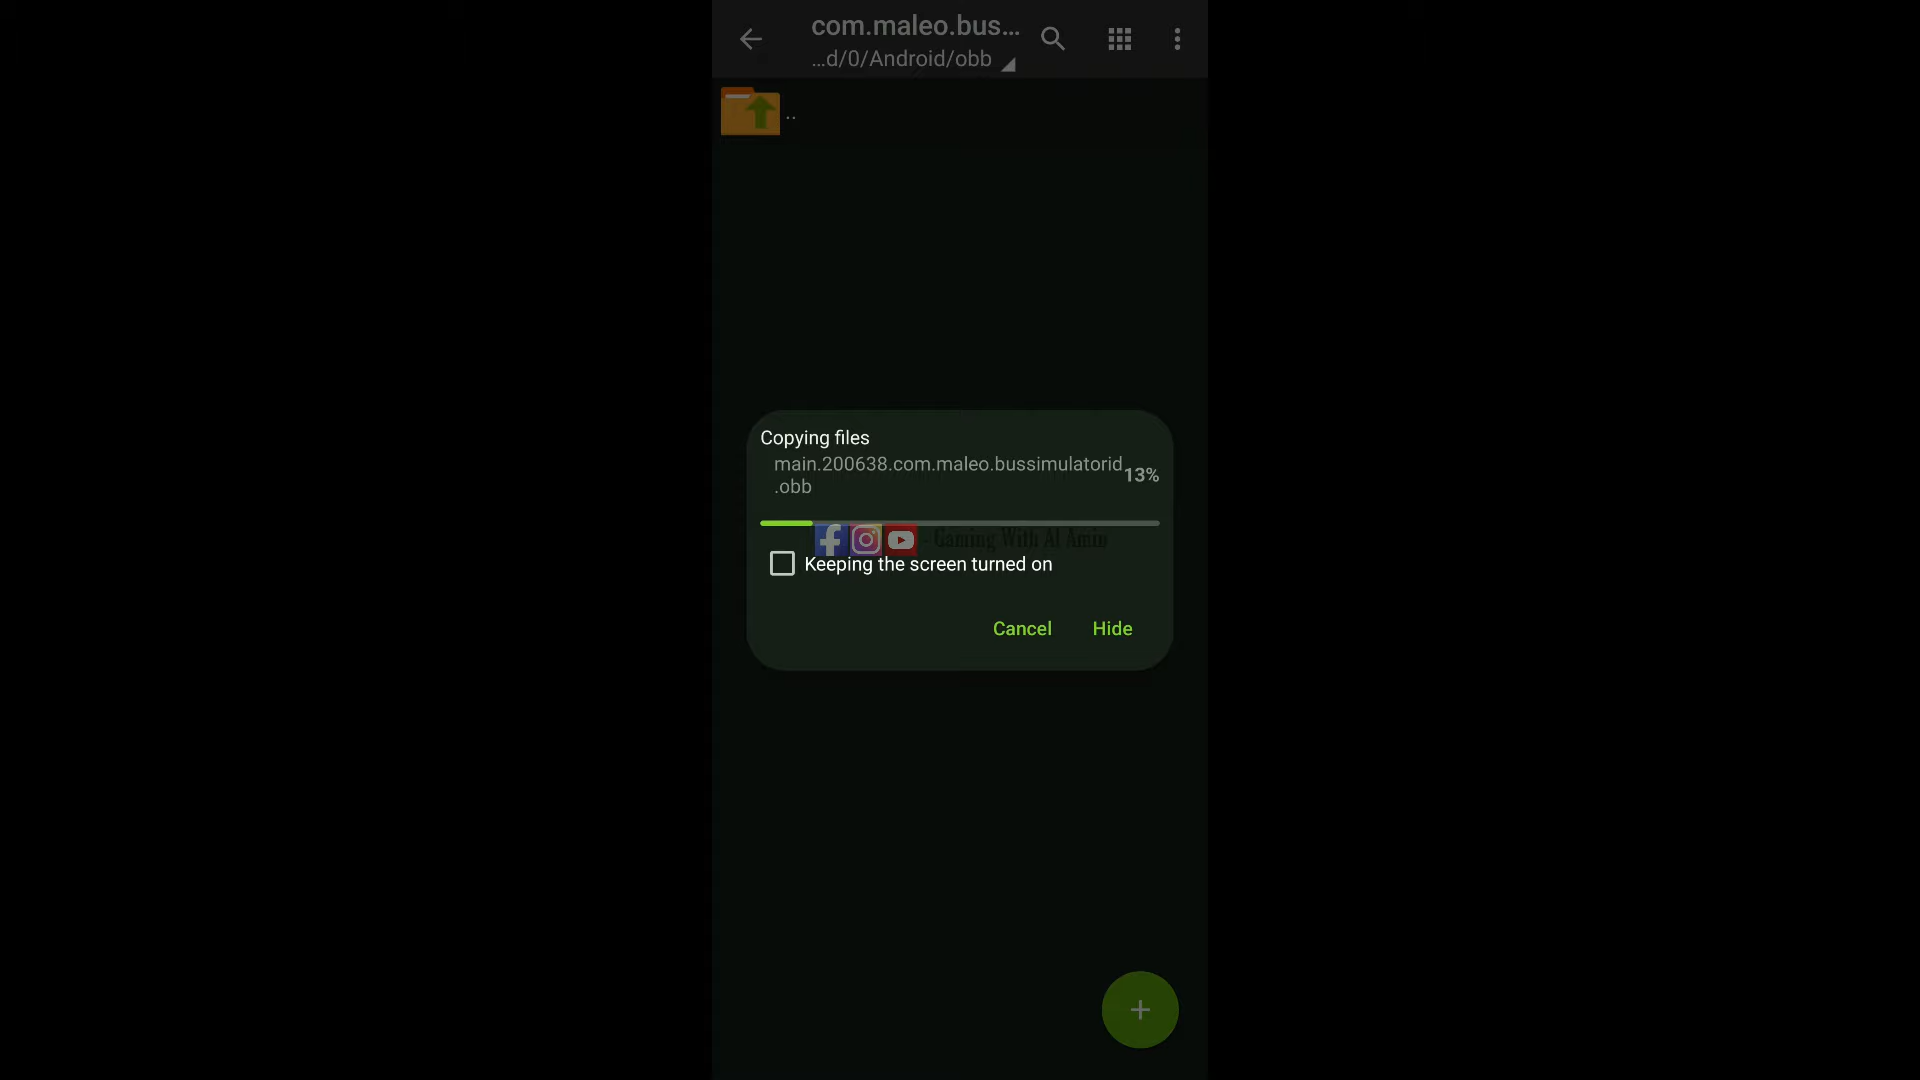 com.maleo.bus...
...d/0/Android/obb
..
Copying files
main.200638.com.maleo.bussimulatorid
.obb
13%
- Gaming With Al Amin
Keeping the screen turned on
Cancel
Hide